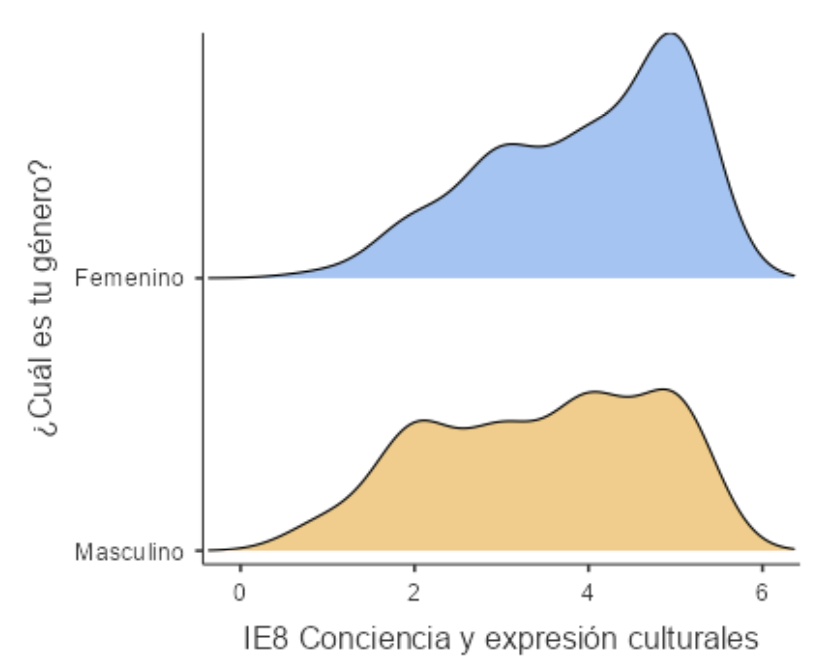 ¿Cuál es tu género?
Femenino
Masculino
0 2 4 6
IE8 Conciencia y expresión culturales